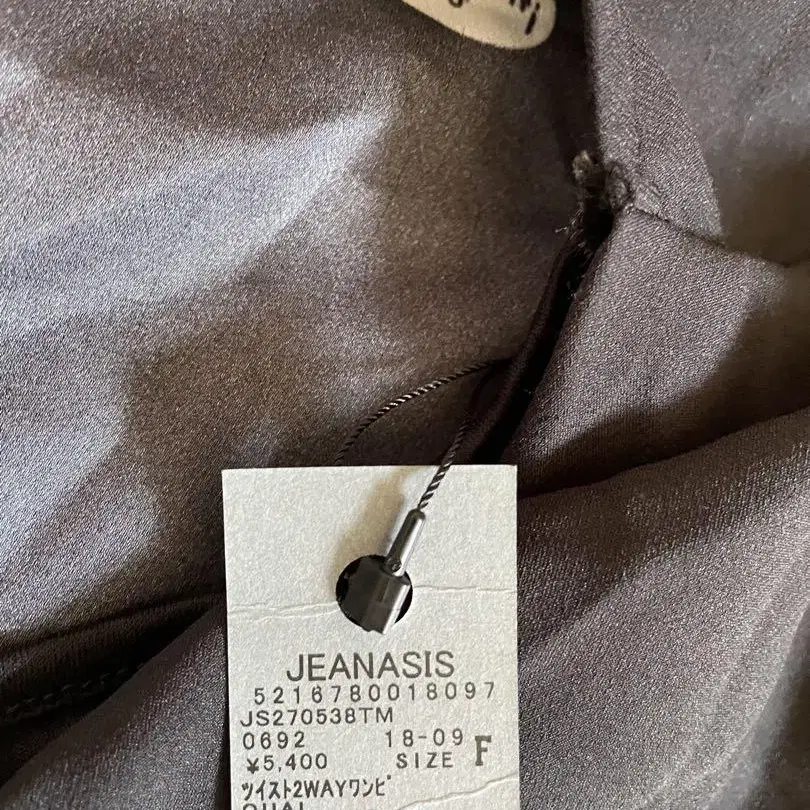 JEANASIS
5216780018097
JS270538TM
0692 18-09
¥5,400 SIZE F
ﾂｲｽﾄ2WAYﾜﾝﾋﾟ